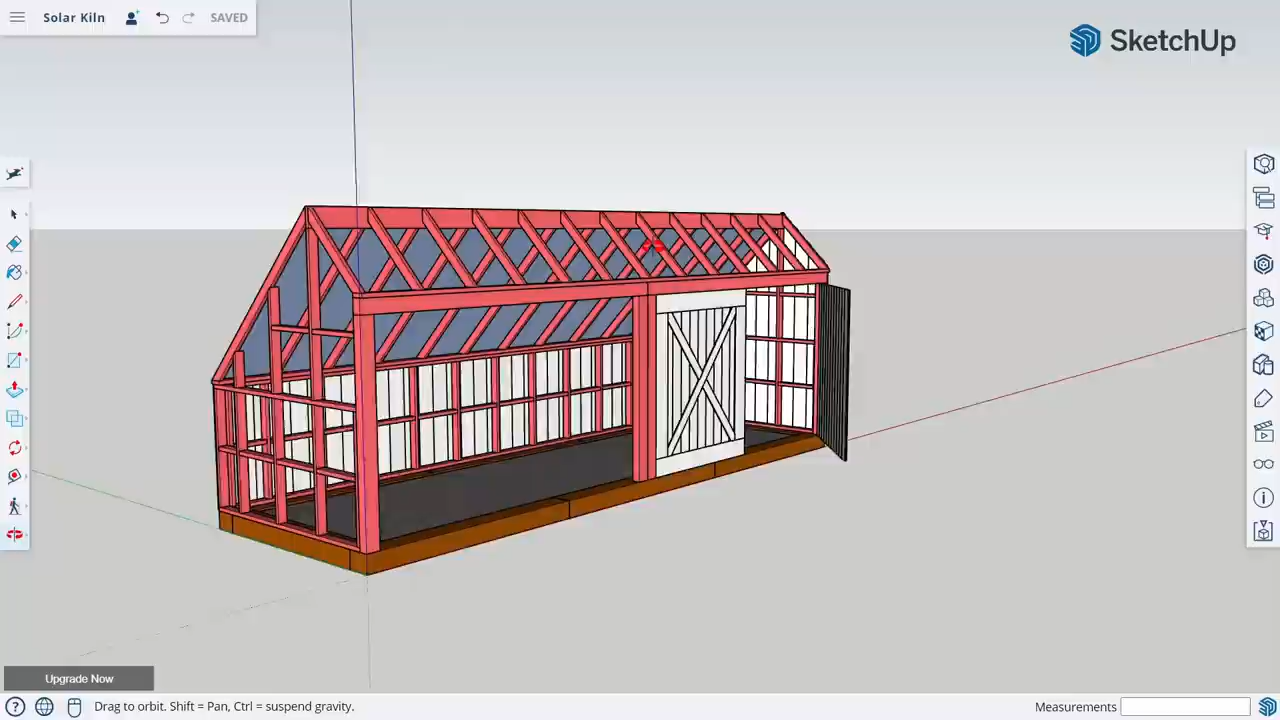 Solar Kiln
SAVED
SketchUp
Upgrade Now
Drag to orbit. Shift = Pan, Ctrl = suspend gravity.
Measurements